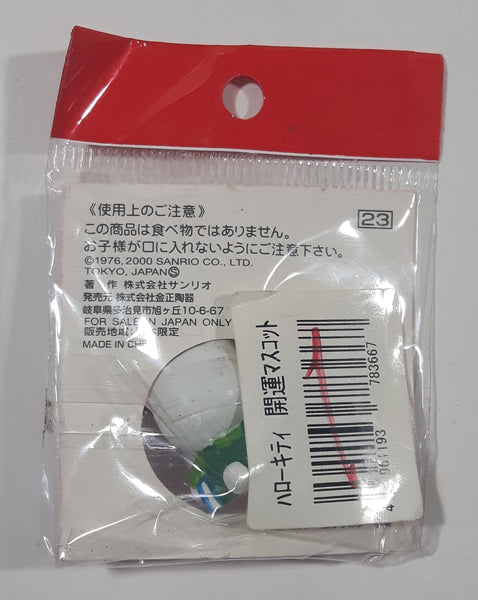 《使用上のご注意》
この商品は食べ物ではありません。
お子様が口に入れないようにご注意下さい。
23
©1976, 2000 SANRIO CO., LTD.
TOKYO, JAPAN Ⓢ
著 作 株式会社サンリオ
発売元 株式会社金正陶器
岐阜県多治見市旭ヶ丘10-6-67
FOR SALE IN JAPAN ONLY
販売地域 限定
MADE IN
ハローキティ 開運マスコット
783667
961193
4